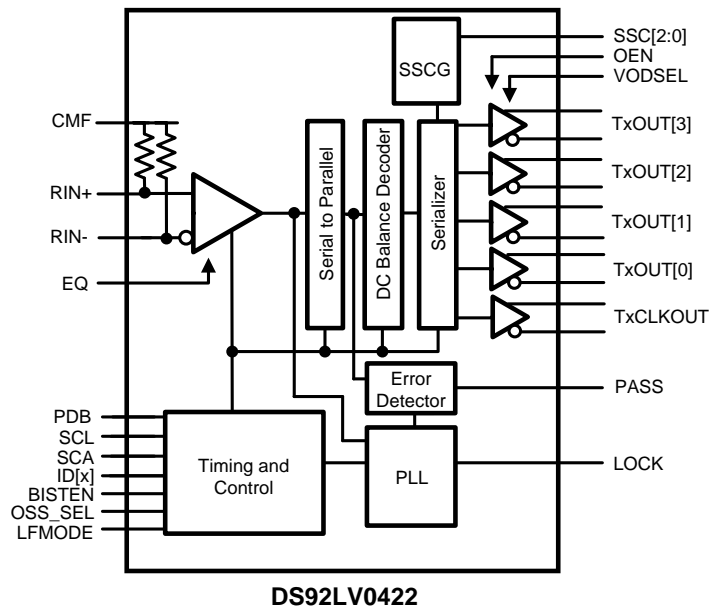 SSC[2:0]
OEN
VODSEL
SSCG
CMF
TxOUT[3]
RIN+
TxOUT[2]
RIN-
TxOUT[1]
EQ
TxOUT[0]
TxCLKOUT
Serial to Parallel
DC Balance Decoder
Serializer
Error
Detector
PASS
PDB
SCL
SCA
ID[x]
BISTEN
OSS_SEL
LFMODE
Timing and
Control
PLL
LOCK
DS92LV0422